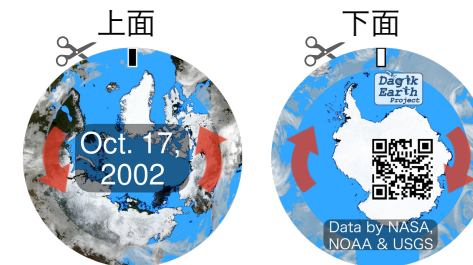 上面
下面
Oct. 17,
2002
Dagik
Earth
Project
Data by NASA,
NOAA & USGS